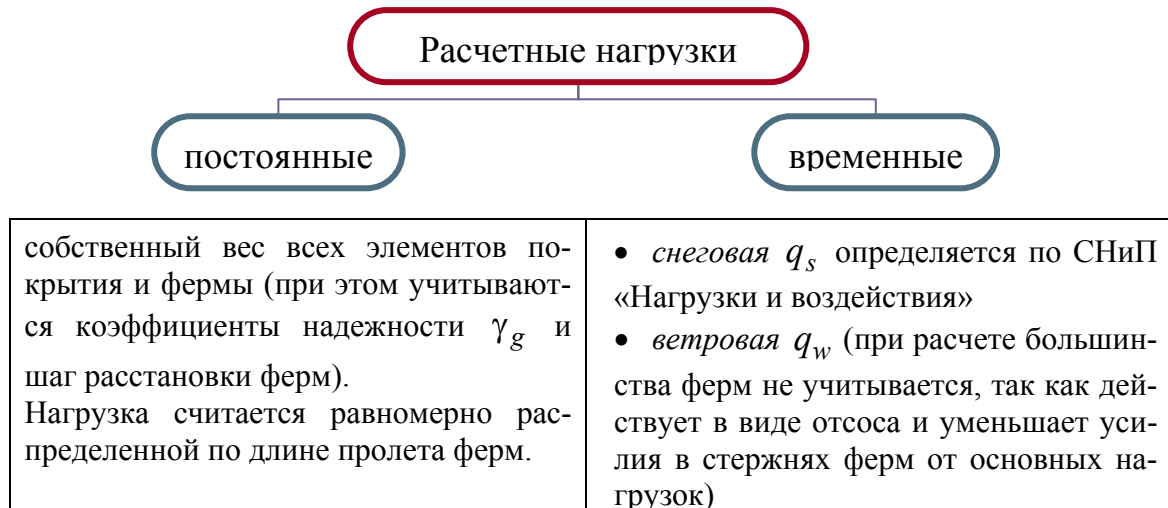 Расчетные нагрузки
постоянные
временные
собственный вес всех элементов по-
крытия и фермы (при этом учитывают-
ся коэффициенты надежности γg и
шаг расстановки ферм).
Нагрузка считается равномерно рас-
пределенной по длине пролета ферм.
• снеговая qs определяется по СНиП
«Нагрузки и воздействия»
• ветровая qw (при расчете большин-
ства ферм не учитывается, так как дей-
ствует в виде отсоса и уменьшает уси-
лия в стержнях ферм от основных на-
грузок)